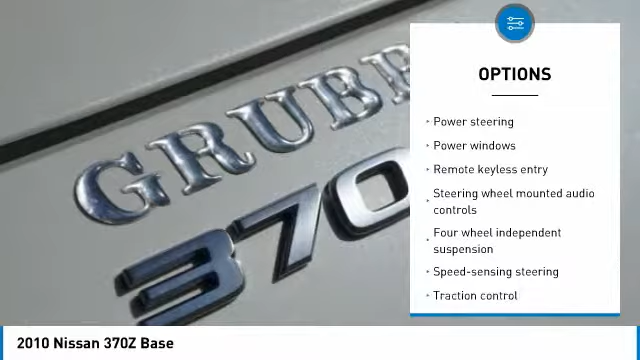 GRUBB
370
OPTIONS
Power steering
Power windows
Remote keyless entry
Steering wheel mounted audio
controls
Four wheel independent
suspension
Speed-sensing steering
Traction control
2010 Nissan 370Z Base